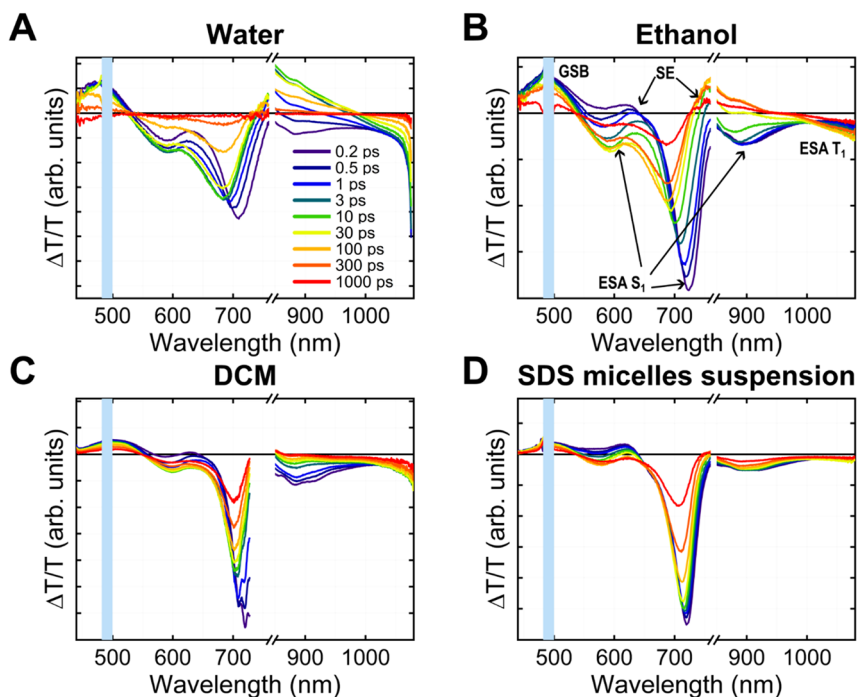 A Water
B Ethanol
ΔT/T (arb. units)
0.2 ps
0.5 ps
1 ps
3 ps
10 ps
30 ps
100 ps
300 ps
1000 ps
500 600 700 900 1000
Wavelength (nm)
ΔT/T (arb. units)
GSB
SE
ESA T1
ESA S1
500 600 700 900 1000
Wavelength (nm)
C DCM
D SDS micelles suspension
ΔT/T (arb. units)
500 600 700 900 1000
Wavelength (nm)
ΔT/T (arb. units)
500 600 700 900 1000
Wavelength (nm)